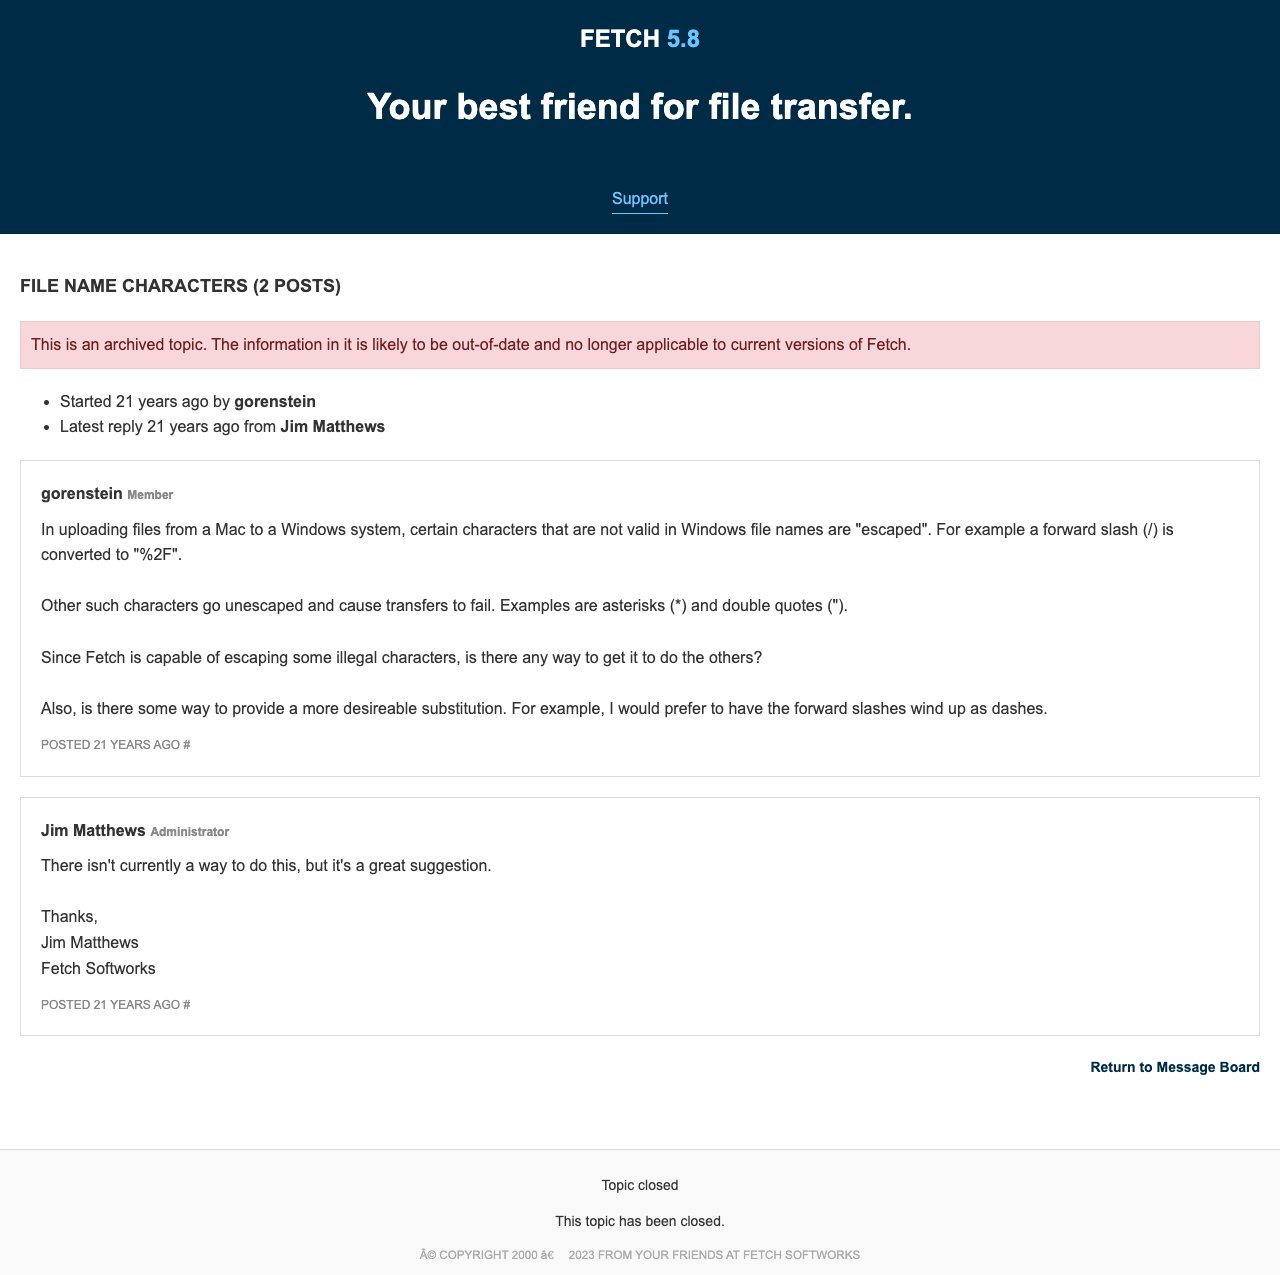 FETCH 5.8
Your best friend for file transfer.
Support
FILE NAME CHARACTERS (2 POSTS)
This is an archived topic. The information in it is likely to be out-of-date and no longer applicable to current versions of Fetch.
• Started 21 years ago by gorenstein
• Latest reply 21 years ago from Jim Matthews
gorenstein Member
In uploading files from a Mac to a Windows system, certain characters that are not valid in Windows file names are "escaped". For example a forward slash (/) is
converted to "%2F".
Other such characters go unescaped and cause transfers to fail. Examples are asterisks (*) and double quotes (").
Since Fetch is capable of escaping some illegal characters, is there any way to get it to do the others?
Also, is there some way to provide a more desireable substitution. For example, I would prefer to have the forward slashes wind up as dashes.
POSTED 21 YEARS AGO #
Jim Matthews Administrator
There isn't currently a way to do this, but it's a great suggestion.
Thanks,
Jim Matthews
Fetch Softworks
POSTED 21 YEARS AGO #
Return to Message Board
Topic closed
This topic has been closed.
Â© COPYRIGHT 2000 â€ 2023 FROM YOUR FRIENDS AT FETCH SOFTWORKS